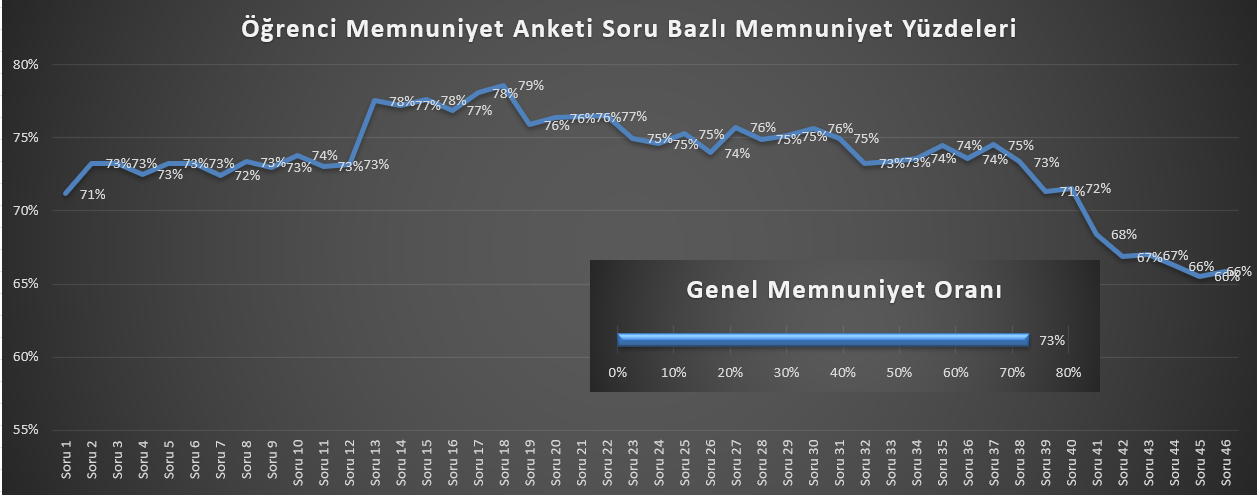 Öğrenci Memnuniyet Anketi Soru Bazlı Memnuniyet Yüzdeleri
80%
75%
70%
65%
60%
55%
71% 73% 73% 73% 73% 73% 72% 73% 73% 74% 73% 73% 78% 77% 78% 77% 78% 79% 76% 76% 76% 77% 75% 75% 75% 74% 76% 75% 75% 76% 75% 73% 73% 74% 74% 74% 75% 73% 71% 72% 68% 67% 67% 66% 66% 66%
Genel Memnuniyet Oranı
73%
0% 10% 20% 30% 40% 50% 60% 70% 80%
Soru 1
Soru 2
Soru 3
Soru 4
Soru 5
Soru 6
Soru 7
Soru 8
Soru 9
Soru 10
Soru 11
Soru 12
Soru 13
Soru 14
Soru 15
Soru 16
Soru 17
Soru 18
Soru 19
Soru 20
Soru 21
Soru 22
Soru 23
Soru 24
Soru 25
Soru 26
Soru 27
Soru 28
Soru 29
Soru 30
Soru 31
Soru 32
Soru 33
Soru 34
Soru 35
Soru 36
Soru 37
Soru 38
Soru 39
Soru 40
Soru 41
Soru 42
Soru 43
Soru 44
Soru 45
Soru 46